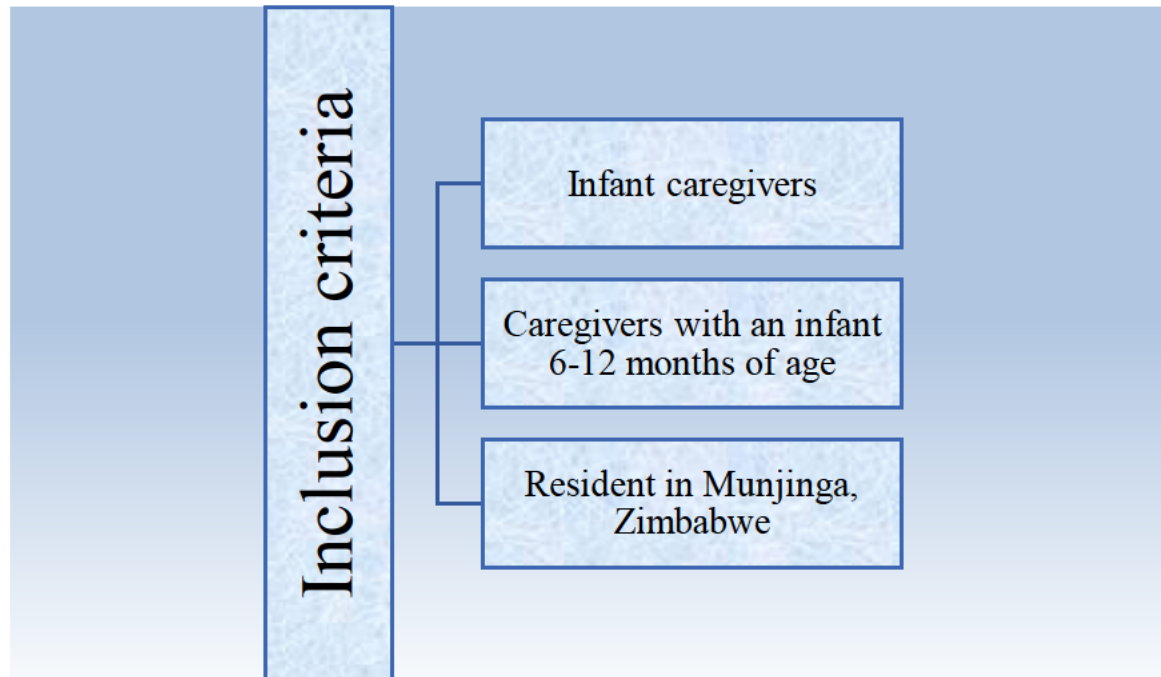 Inclusion criteria
Infant caregivers
Caregivers with an infant
6-12 months of age
Resident in Munjinga,
Zimbabwe